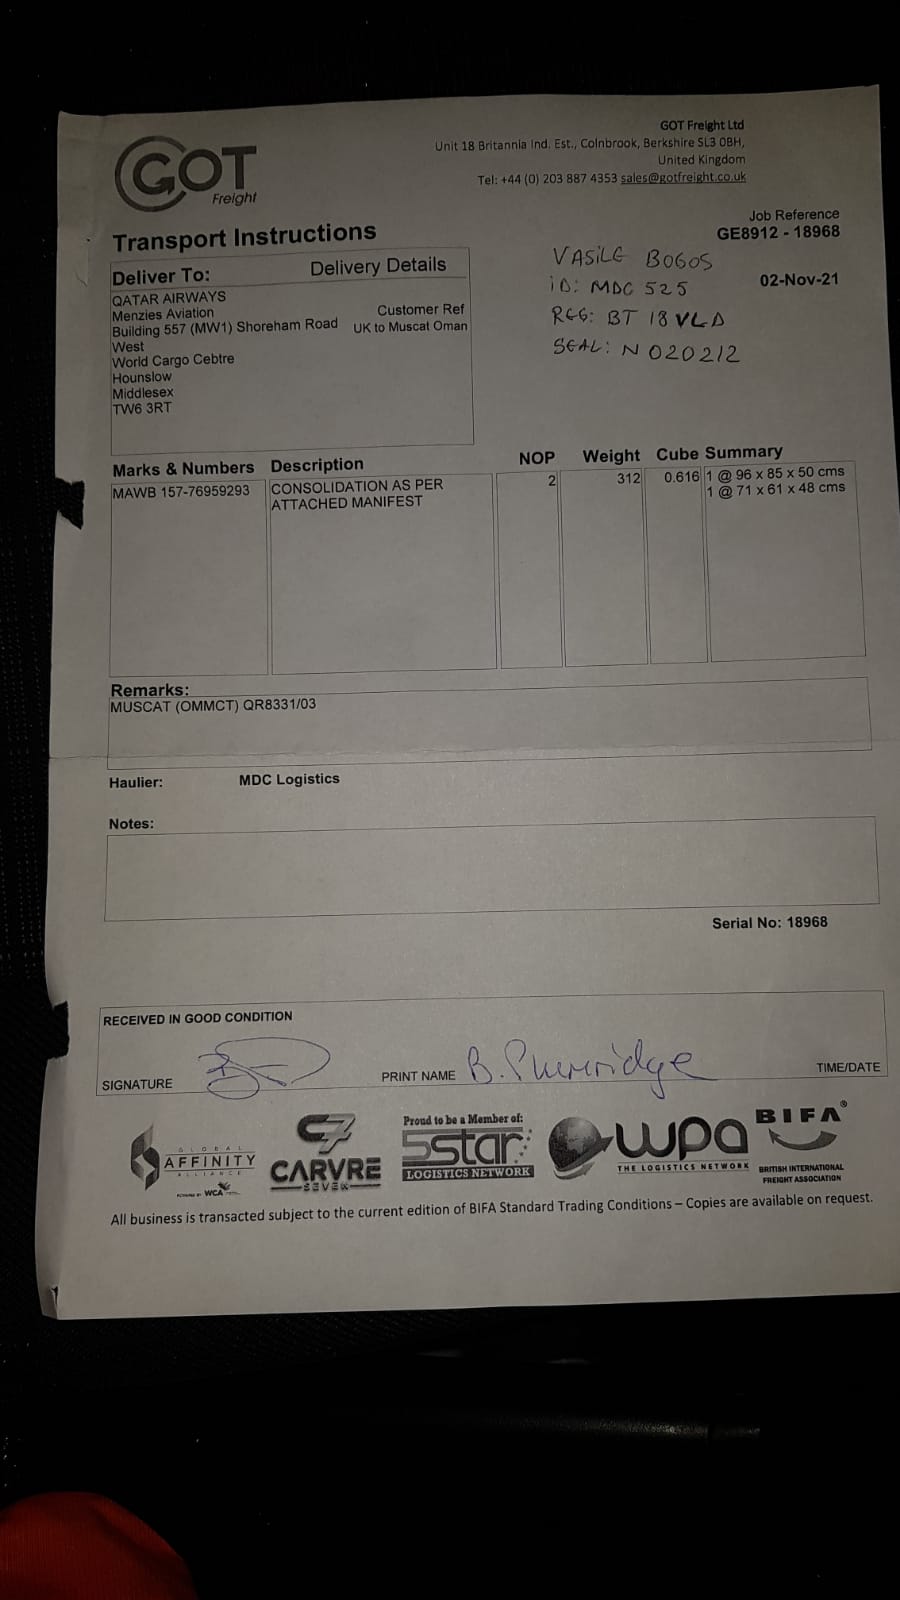 GOT
Freight
GOT Freight Ltd
Unit 18 Britannia Ind. Est., Colnbrook, Berkshire SL3 0BH,
United Kingdom
Tel: +44 (0) 203 887 4353 sales@gotfreight.co.uk
Job Reference
GE8912 - 18968
02-Nov-21
Transport Instructions
VASILE BOGOS
iD: MDC 525
REG: BT 18 VLD
SEAL: N 020212
Deliver To: Delivery Details
QATAR AIRWAYS
Menzies Aviation
Building 557 (MW1) Shoreham Road
West
World Cargo Cebtre
Hounslow
Middlesex
TW6 3RT
Customer Ref
UK to Muscat Oman
Marks & Numbers Description NOP Weight Cube Summary
MAWB 157-76959293 CONSOLIDATION AS PER 2 312 0.616 1 @ 96 x 85 x 50 cms
ATTACHED MANIFEST 1 @ 71 x 61 x 48 cms
Remarks:
MUSCAT (OMMCT) QR8331/03
Haulier: MDC Logistics
Notes:
Serial No: 18968
RECEIVED IN GOOD CONDITION
SIGNATURE PRINT NAME B. TIME/DATE
GLOBAL
AFFINITY
ALLIANCE
POWERED BY WCA
C7
CARVRE
SEVEN
Proud to be a Member of:
5star
LOGISTICS NETWORK
wpa
THE LOGISTICS NETWORK
BIFA®
BRITISH INTERNATIONAL
FREIGHT ASSOCIATION
All business is transacted subject to the current edition of BIFA Standard Trading Conditions – Copies are available on request.